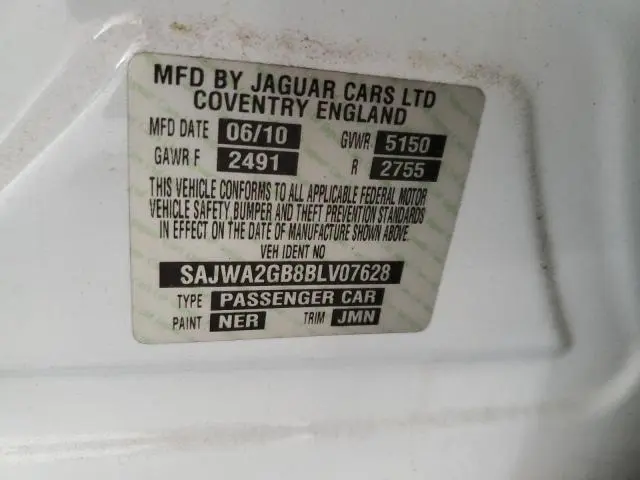 MFD BY JAGUAR CARS LTD
COVENTRY ENGLAND
MFD DATE 06/10 GVWR 5150
GAWR F 2491 R 2755
THIS VEHICLE CONFORMS TO ALL APPLICABLE FEDERAL MOTOR
VEHICLE SAFETY, BUMPER AND THEFT PREVENTION STANDARDS
IN EFFECT ON THE DATE OF MANUFACTURE SHOWN ABOVE.
VEH IDENT NO
SAJWA2GB8BLV07628
TYPE PASSENGER CAR
PAINT NER TRIM JMN